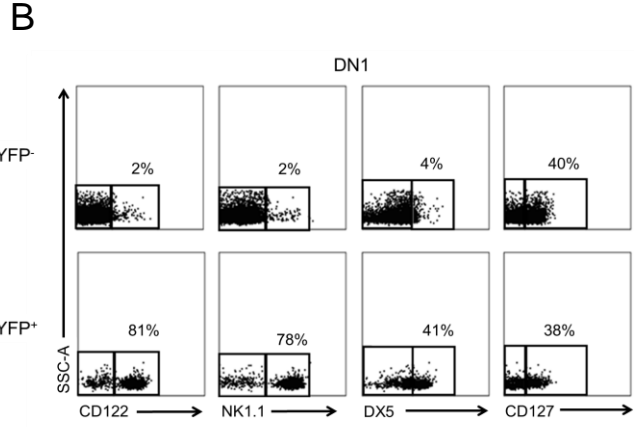 B
DN1
YFP-
2%
2%
4%
40%
YFP+
81%
78%
41%
38%
SSC-A
CD122
NK1.1
DX5
CD127